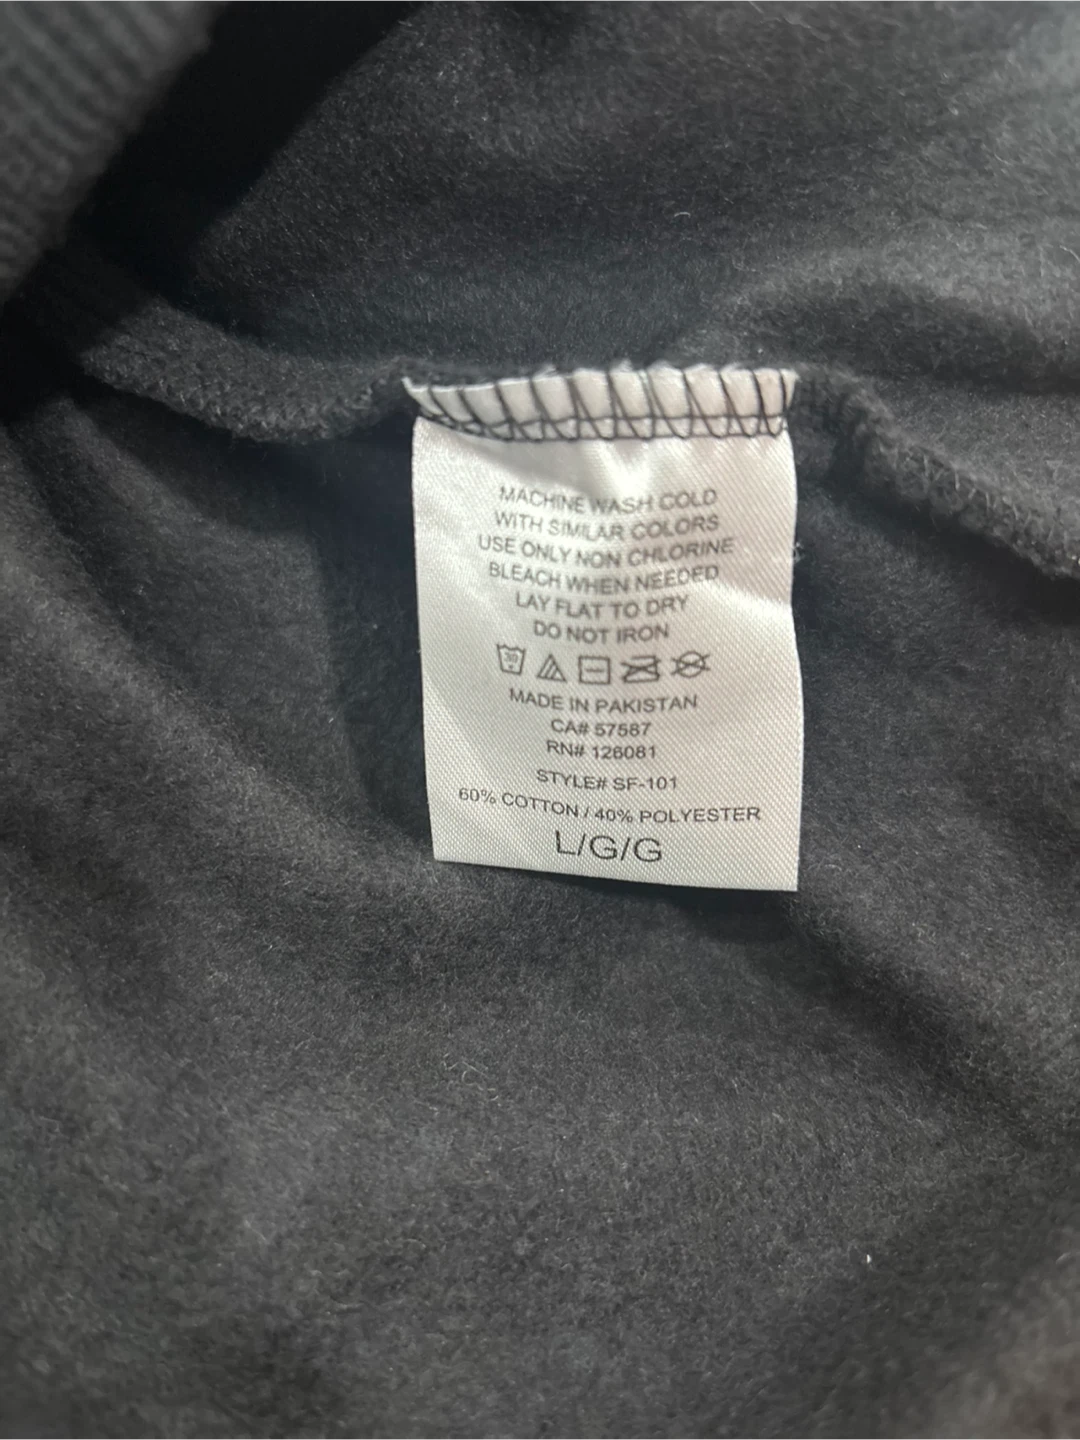 MACHINE WASH COLD
WITH SIMILAR COLORS
USE ONLY NON CHLORINE
BLEACH WHEN NEEDED
LAY FLAT TO DRY
DO NOT IRON
30
MADE IN PAKISTAN
CA# 57587
RN# 126081
STYLE# SF-101
60% COTTON / 40% POLYESTER
L/G/G